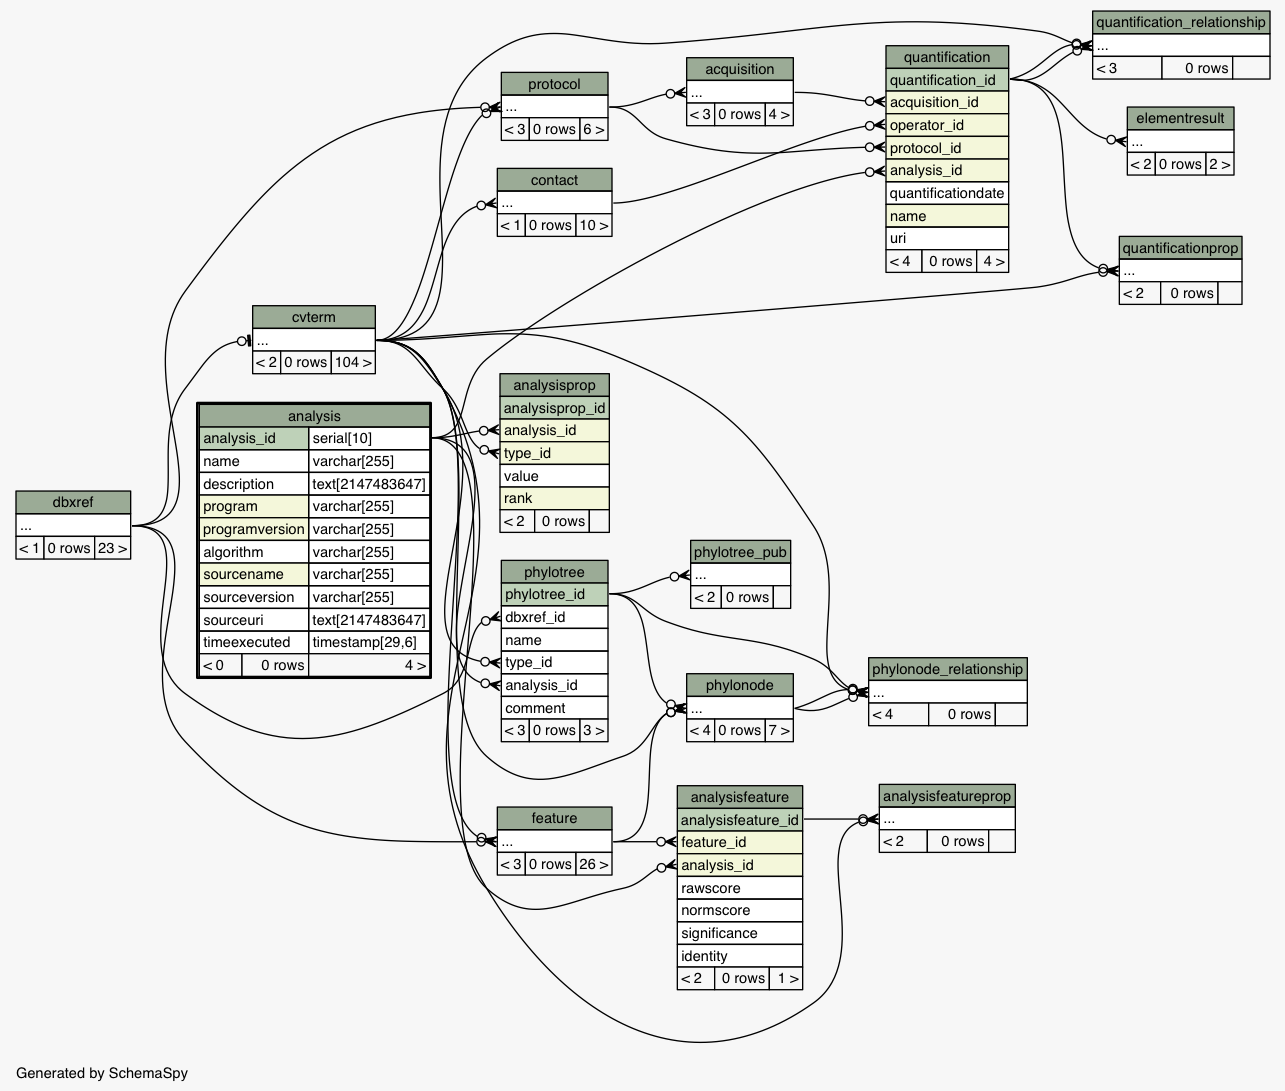 quantification_relationship
...
< 3 0 rows
acquisition
...
< 3 0 rows 4 >
quantification
quantification_id
acquisition_id
operator_id
protocol_id
analysis_id
quantificationdate
name
uri
< 4 0 rows 4 >
protocol
...
< 3 0 rows 6 >
elementresult
...
< 2 0 rows 2 >
contact
...
< 1 0 rows 10 >
quantificationprop
...
< 2 0 rows
cvterm
...
< 2 0 rows 104 >
analysisprop
analysisprop_id
analysis_id
type_id
value
rank
< 2 0 rows
analysis
analysis_id serial[10]
name varchar[255]
description text[2147483647]
program varchar[255]
programversion varchar[255]
algorithm varchar[255]
sourcename varchar[255]
sourceversion varchar[255]
sourceuri text[2147483647]
timeexecuted timestamp[29,6]
< 0 0 rows 4 >
dbxref
...
< 1 0 rows 23 >
phylotree_pub
...
< 2 0 rows
phylotree
phylotree_id
dbxref_id
name
type_id
analysis_id
comment
< 3 0 rows 3 >
phylonode_relationship
...
< 4 0 rows
phylonode
...
< 4 0 rows 7 >
analysisfeature
analysisfeature_id
feature_id
analysis_id
rawscore
normscore
significance
identity
< 2 0 rows 1 >
analysisfeatureprop
...
< 2 0 rows
feature
...
< 3 0 rows 26 >
Generated by SchemaSpy